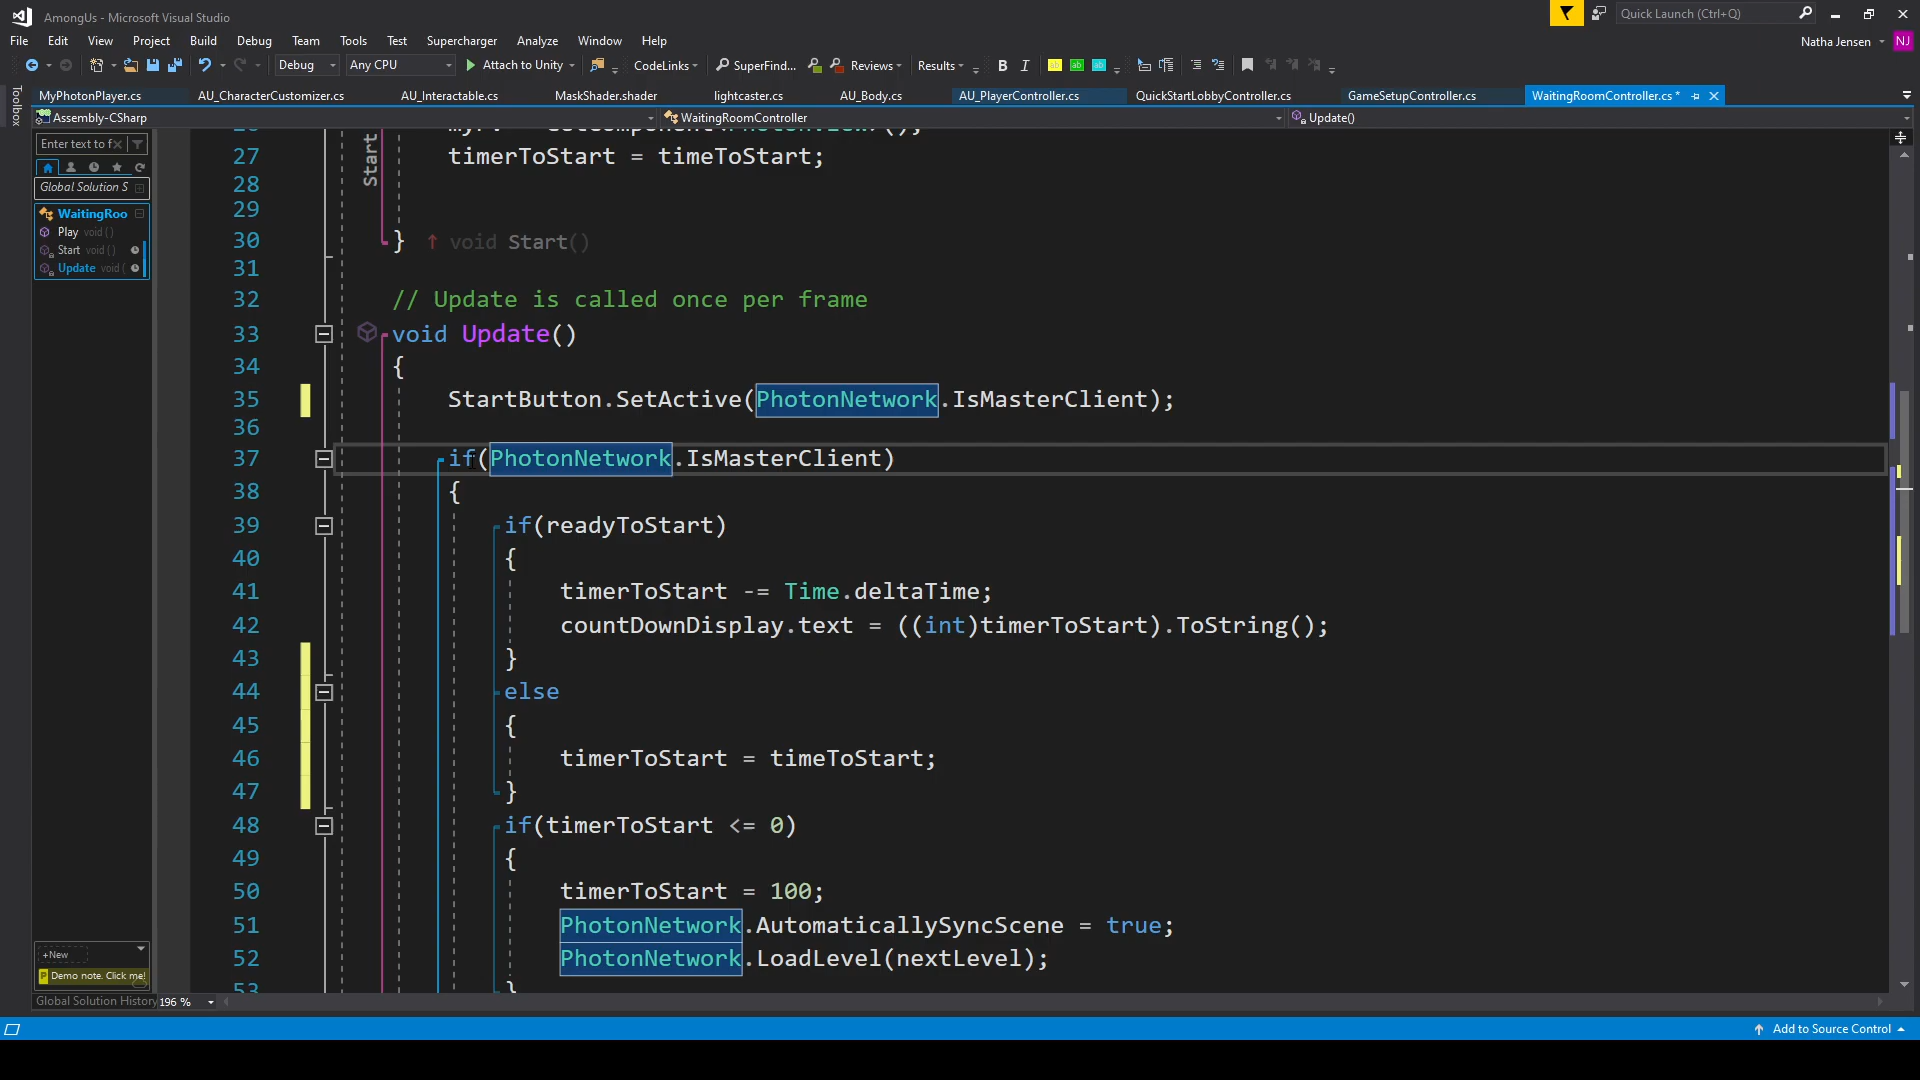 AmongUs - Microsoft Visual Studio
Quick Launch (Ctrl+Q)
File Edit View Project Build Debug Team Tools Test Supercharger Analyze Window Help
Natha Jensen NJ
Debug Any CPU Attach to Unity CodeLinks SuperFind... Reviews Results B I
Toolbox
MyPhotonPlayer.cs AU_CharacterCustomizer.cs AU_Interactable.cs MaskShader.shader lightcaster.cs AU_Body.cs AU_PlayerController.cs QuickStartLobbyController.cs GameSetupController.cs WaitingRoomController.cs*
Assembly-CSharp WaitingRoomController Update()
Enter text to f
Global Solution S
WaitingRoo
Play void ()
Start void ()
Update void (
Start
27 timerToStart = timeToStart;
28
29
30 } ↑ void Start()
31
32 // Update is called once per frame
33 void Update()
34 {
35 StartButton.SetActive(PhotonNetwork.IsMasterClient);
36
37 if(PhotonNetwork.IsMasterClient)
38 {
39 if(readyToStart)
40 {
41 timerToStart -= Time.deltaTime;
42 countDownDisplay.text = ((int)timerToStart).ToString();
43 }
44 else
45 {
46 timerToStart = timeToStart;
47 }
48 if(timerToStart <= 0)
49 {
50 timerToStart = 100;
51 PhotonNetwork.AutomaticallySyncScene = true;
52 PhotonNetwork.LoadLevel(nextLevel);
53 }
+New
Demo note. Click me!
Global Solution History
196 %
Add to Source Control